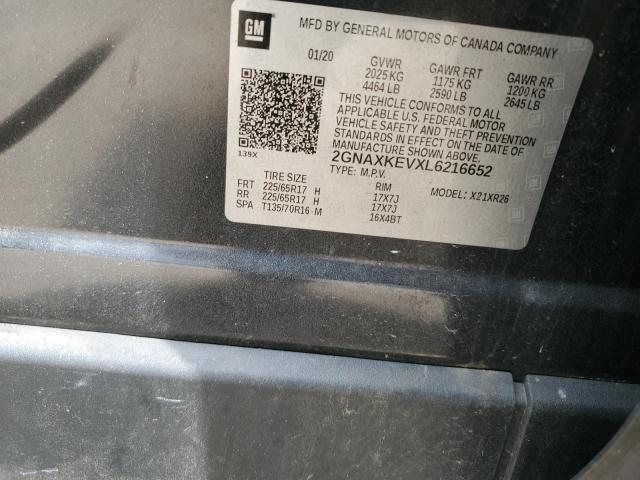 GM
MFD BY GENERAL MOTORS OF CANADA COMPANY
01/20 GVWR GAWR FRT GAWR RR
2025 KG 1175 KG 1200 KG
4464 LB 2590 LB 2645 LB
THIS VEHICLE CONFORMS TO ALL
APPLICABLE U.S. FEDERAL MOTOR
VEHICLE SAFETY AND THEFT PREVENTION
STANDARDS IN EFFECT ON THE DATE OF
MANUFACTURE SHOWN ABOVE.
139X
2GNAXKEVXL6216652
TYPE: M.P.V. MODEL: X21XR26
TIRE SIZE RIM
FRT 225/65R17 H 17X7J
RR 225/65R17 H 17X7J
SPA T135/70R16 M 16X4BT